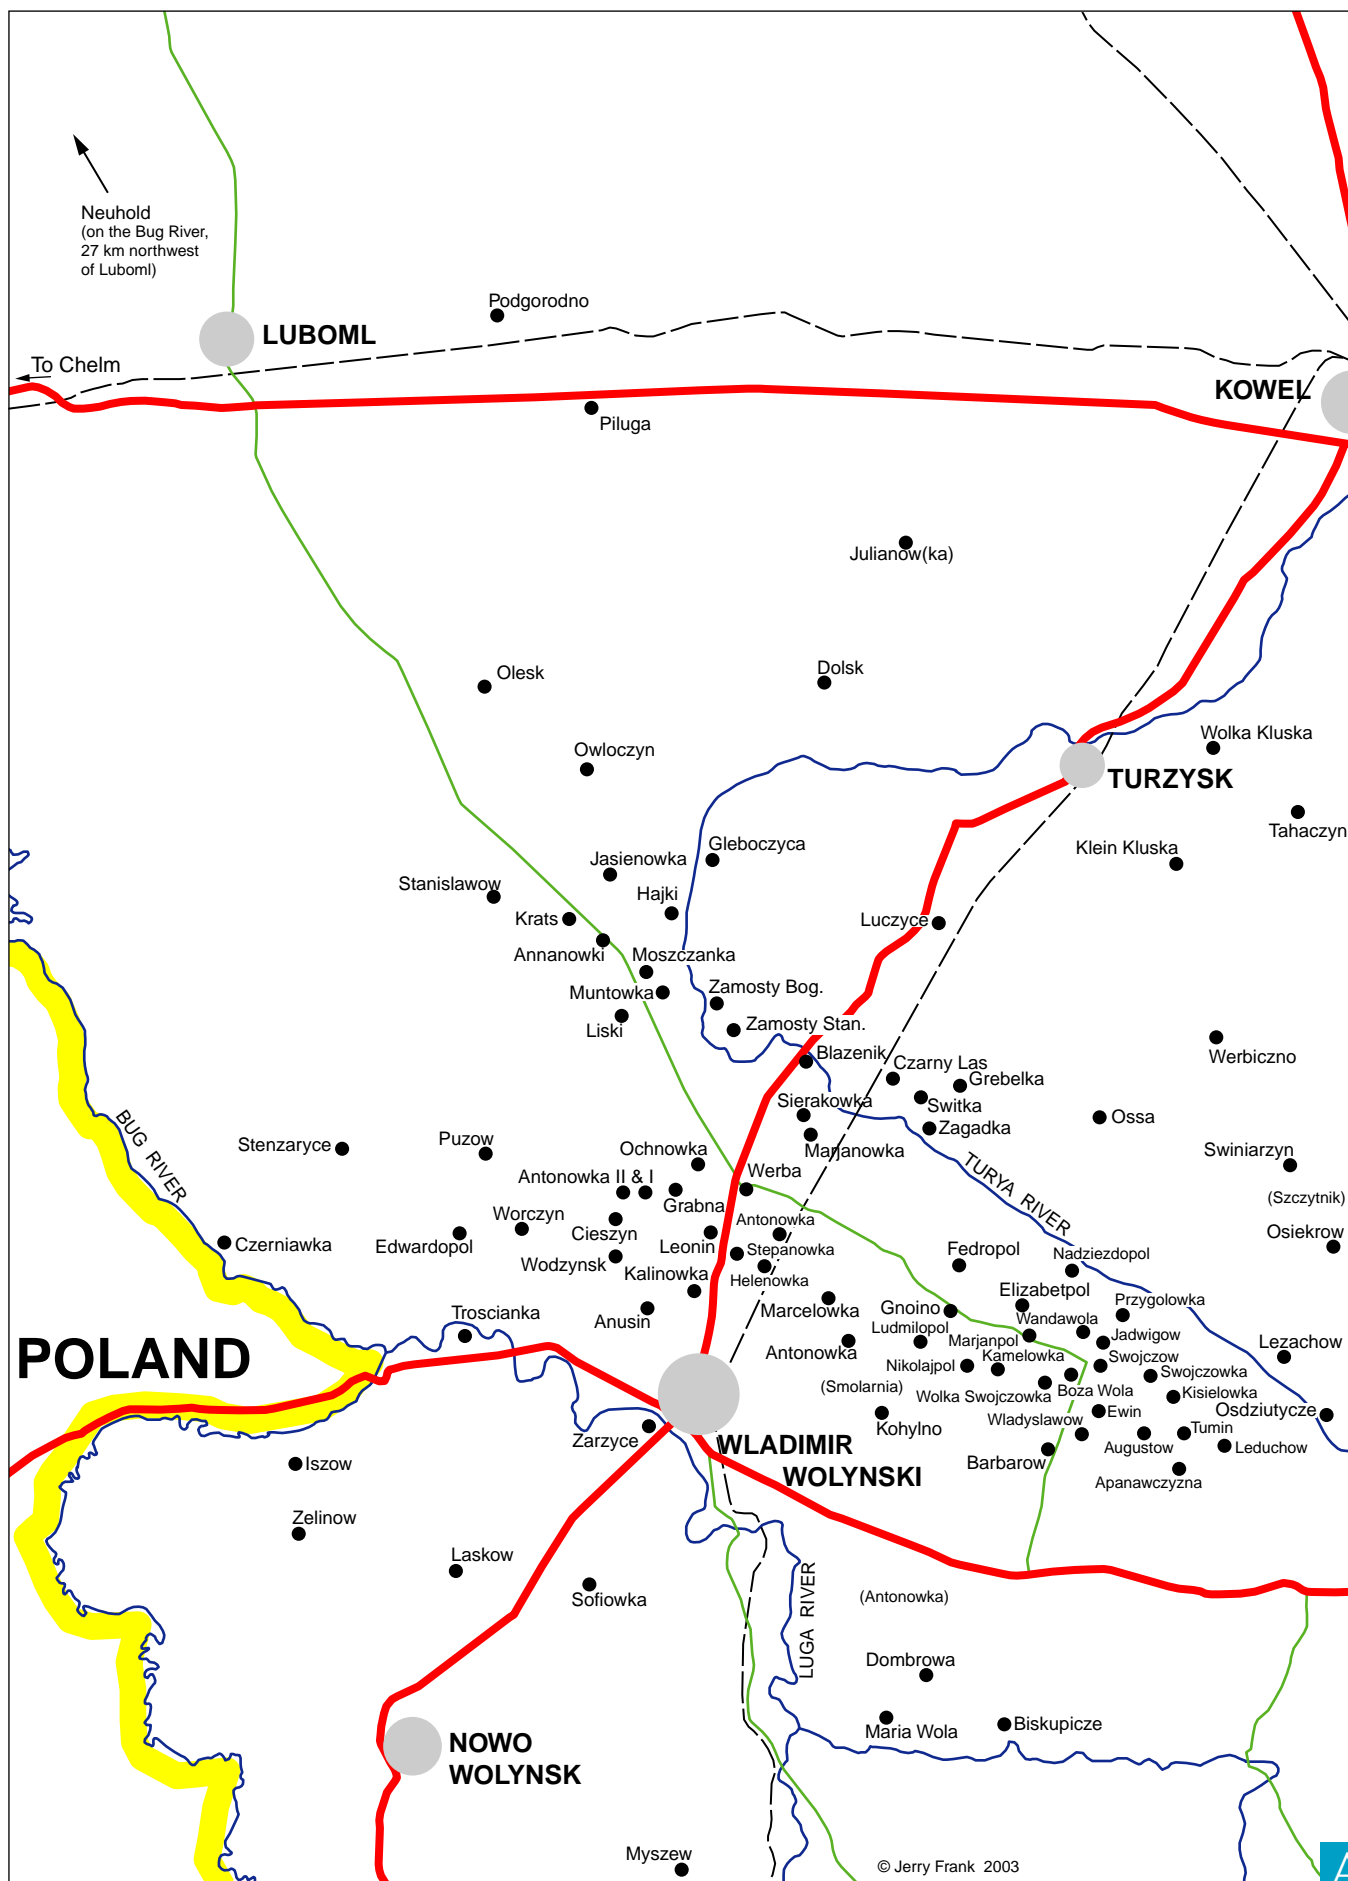 Neuhold
(on the Bug River,
27 km northwest
of Luboml)
Podgorodno
LUBOML
To Chelm
KOWEL
Piluga
Julianow(ka)
Olesk
Dolsk
Wolka Kluska
Owloczyn
TURZYSK
Tahaczyn
Gleboczyca
Klein Kluska
Jasienowka
Stanislawow
Hajki
Krats
Luczyce
Annanowki
Moszczanka
Muntowka
Zamosty Bog.
Liski
Zamosty Stan.
Blazenik
Czarny Las
Werbiczno
Grebelka
Sierakowka
Switka
BUG RIVER
Ossa
Zagadka
Stenzaryce
Puzow
Ochnowka
Marjanowka
Swiniarzyn
TURYA RIVER
Antonowka II & I
Werba
(Szczytnik)
Grabna
Worczyn
Cieszyn
Antonowka
Czerniawka
Edwardopol
Leonin
Stepanowka
Fedropol
Nadziezdopol
Osiekrow
Wodzynsk
Kalinowka
Helenowka
Elizabetpol
Troscianka
Anusin
Marcelowka
Gnoino
Przygolowka
Wandawola
Ludmilopol
Marjanpol
Jadwigow
Lezachow
POLAND
Antonowka
Kamelowka
Swojczow
Nikolajpol
Swojczowka
(Smolarnia)
Wolka Swojczowka
Boza Wola
Kisielowka
Ewin
Osdziutycze
Zarzyce
Kohylno
Wladyslawow
Tumin
WLADIMIR
WOLYNSKI
Augustow
Leduchow
Iszow
Barbarow
Apanawczyzna
Zelinow
Laskow
Sofiowka
LUGA RIVER
(Antonowka)
Dombrowa
Maria Wola
Biskupicze
NOWO
WOLYNSK
Myszew
© Jerry Frank 2003